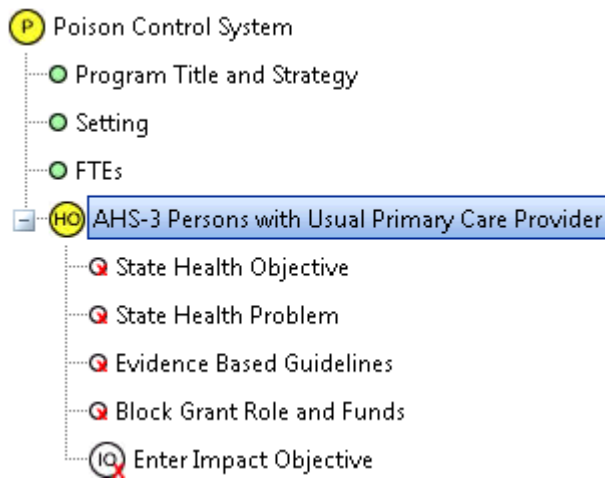 P Poison Control System
Program Title and Strategy
Setting
FTEs
HO AHS-3 Persons with Usual Primary Care Provider
State Health Objective
State Health Problem
Evidence Based Guidelines
Block Grant Role and Funds
IO Enter Impact Objective